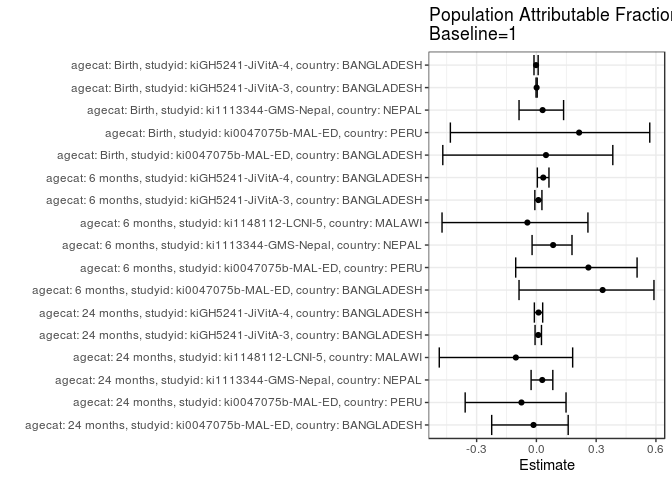 Population Attributable Fractio
Baseline=1
agecat: Birth, studyid: kiGH5241-JiVitA-4, country: BANGLADESH
agecat: Birth, studyid: kiGH5241-JiVitA-3, country: BANGLADESH
agecat: Birth, studyid: ki1113344-GMS-Nepal, country: NEPAL
agecat: Birth, studyid: ki0047075b-MAL-ED, country: PERU
agecat: Birth, studyid: ki0047075b-MAL-ED, country: BANGLADESH
agecat: 6 months, studyid: kiGH5241-JiVitA-4, country: BANGLADESH
agecat: 6 months, studyid: kiGH5241-JiVitA-3, country: BANGLADESH
agecat: 6 months, studyid: ki1148112-LCNI-5, country: MALAWI
agecat: 6 months, studyid: ki1113344-GMS-Nepal, country: NEPAL
agecat: 6 months, studyid: ki0047075b-MAL-ED, country: PERU
agecat: 6 months, studyid: ki0047075b-MAL-ED, country: BANGLADESH
agecat: 24 months, studyid: kiGH5241-JiVitA-4, country: BANGLADESH
agecat: 24 months, studyid: kiGH5241-JiVitA-3, country: BANGLADESH
agecat: 24 months, studyid: ki1148112-LCNI-5, country: MALAWI
agecat: 24 months, studyid: ki1113344-GMS-Nepal, country: NEPAL
agecat: 24 months, studyid: ki0047075b-MAL-ED, country: PERU
agecat: 24 months, studyid: ki0047075b-MAL-ED, country: BANGLADESH
-0.3 0.0 0.3 0.6
Estimate